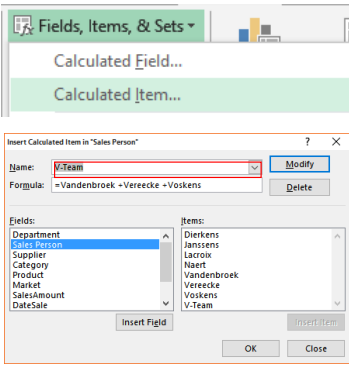 Fields, Items, & Sets
Calculated Field...
Calculated Item...
Insert Calculated Item in "Sales Person"
? X
Name: V-Team Modify
Formula: =Vandenbroek +Vereecke +Voskens Delete
Fields: Items:
Department Dierkens
Sales Person Janssens
Supplier Lacroix
Category Naert
Product Vandenbroek
Market Vereecke
SalesAmount Voskens
DateSale V-Team
Insert Field Insert Item
OK Close